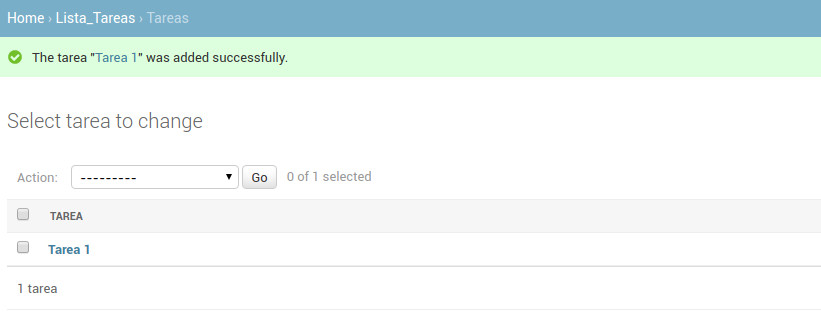 Home › Lista_Tareas › Tareas
The tarea "Tarea 1" was added successfully.
Select tarea to change
Action: --------- Go 0 of 1 selected
TAREA
Tarea 1
1 tarea